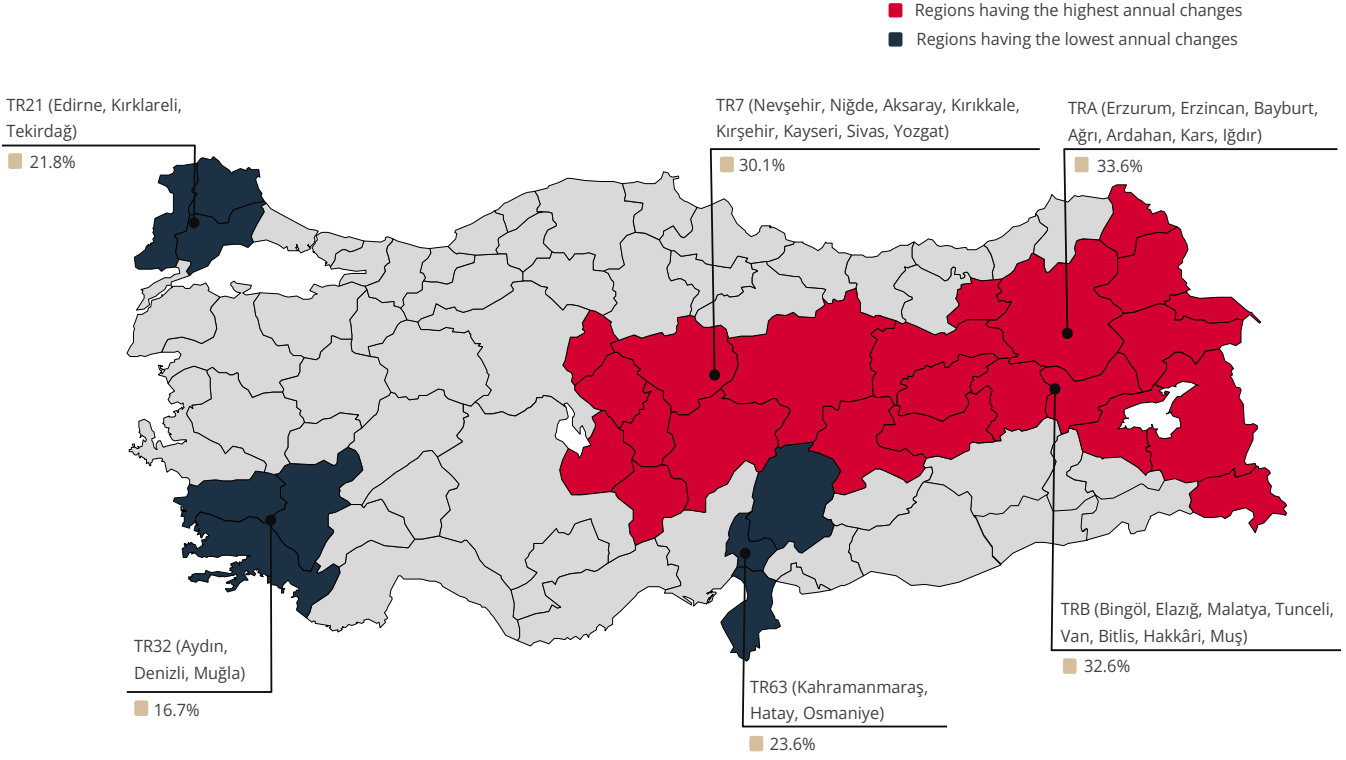 Regions having the highest annual changes
Regions having the lowest annual changes
TR21 (Edirne, Kırklareli,
Tekirdağ)
21.8%
TR7 (Nevşehir, Niğde, Aksaray, Kırıkkale,
Kırşehir, Kayseri, Sivas, Yozgat)
30.1%
TRA (Erzurum, Erzincan, Bayburt,
Ağrı, Ardahan, Kars, Iğdır)
33.6%
TR32 (Aydın,
Denizli, Muğla)
16.7%
TR63 (Kahramanmaraş,
Hatay, Osmaniye)
23.6%
TRB (Bingöl, Elazığ, Malatya, Tunceli,
Van, Bitlis, Hakkâri, Muş)
32.6%